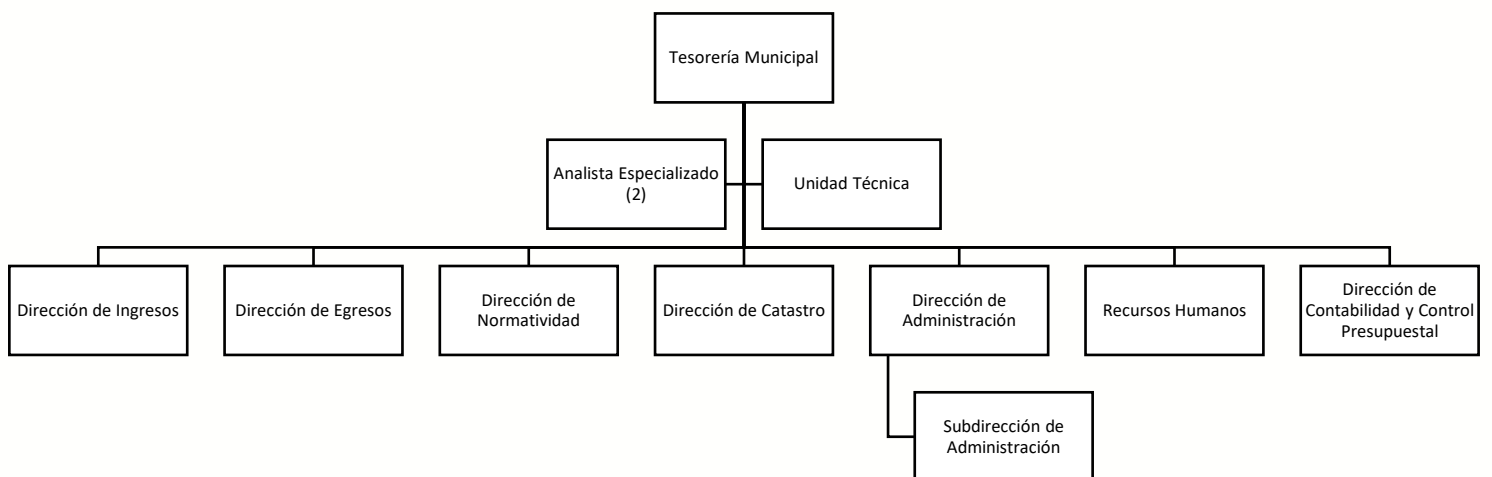 Tesorería Municipal
Analista Especializado
(2)
Unidad Técnica
Dirección de Ingresos
Dirección de Egresos
Dirección de
Normatividad
Dirección de Catastro
Dirección de
Administración
Recursos Humanos
Dirección de
Contabilidad y Control
Presupuestal
Subdirección de
Administración